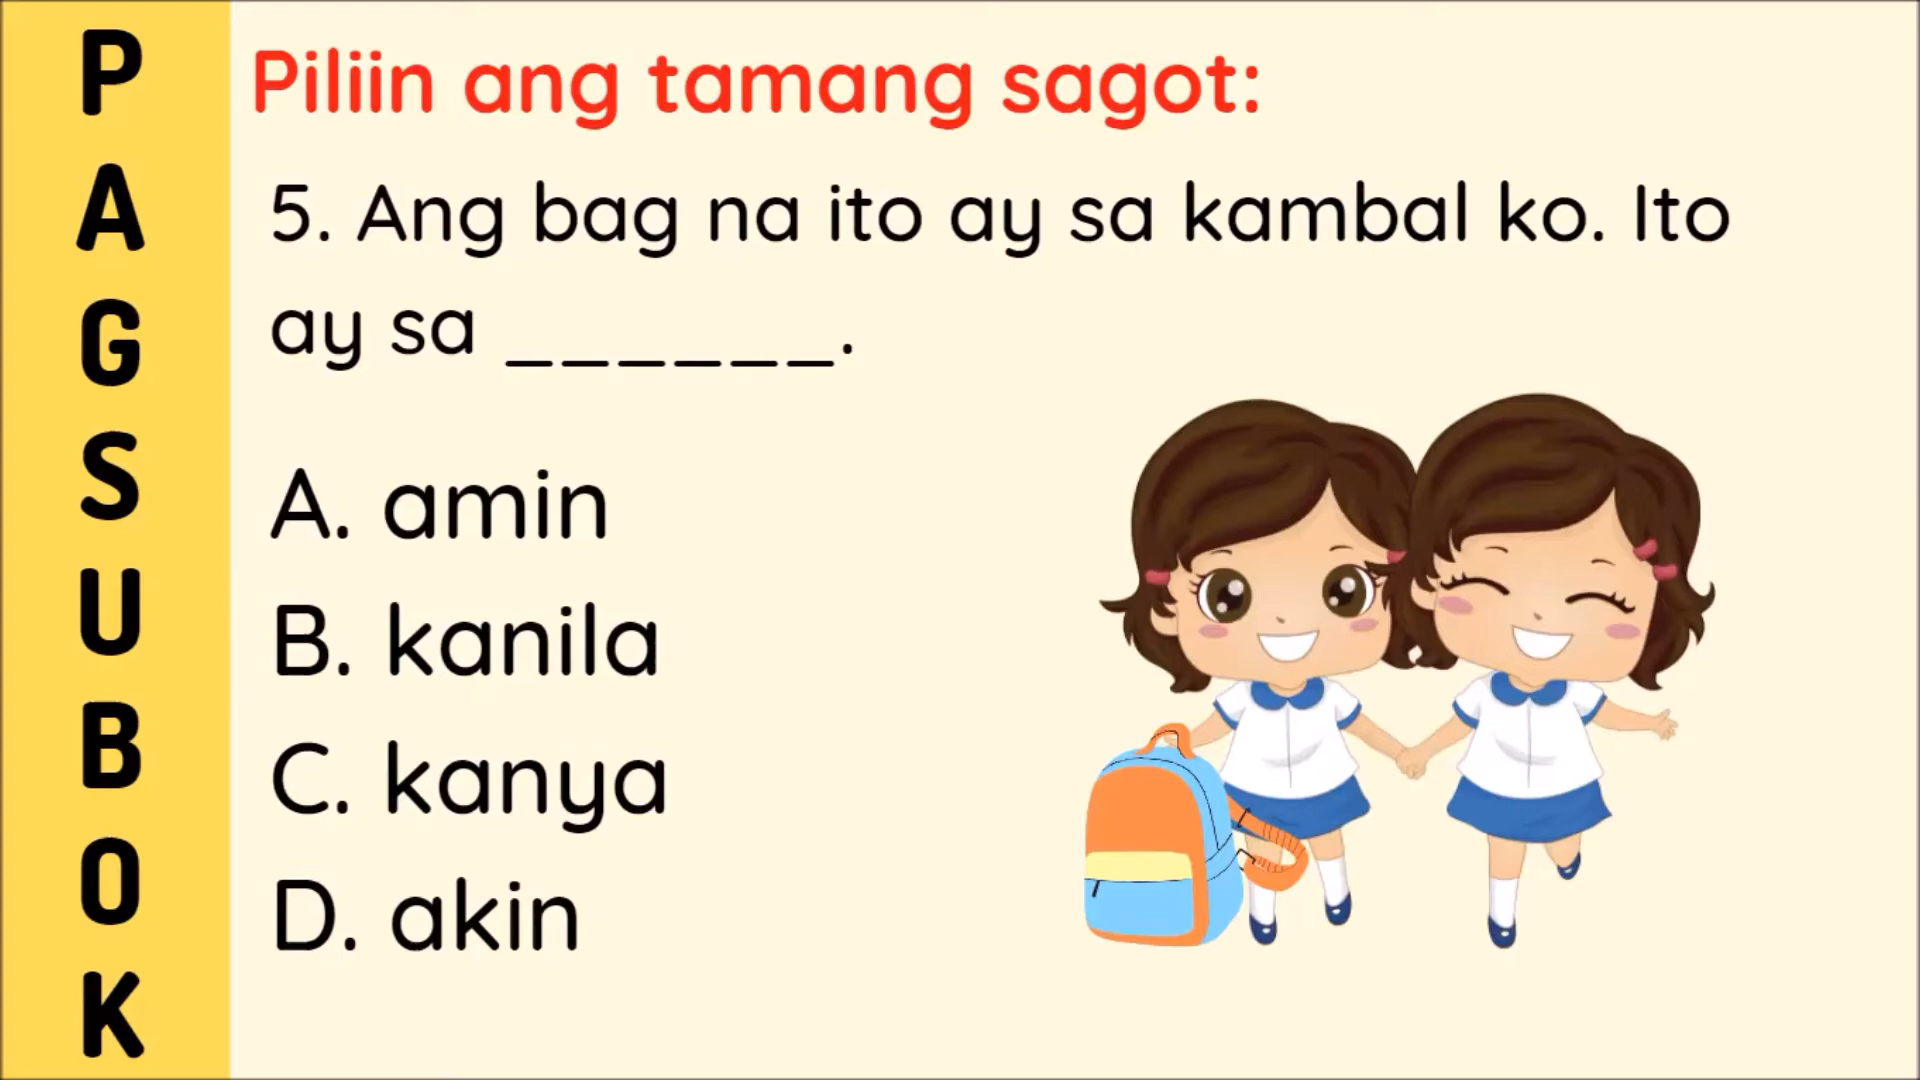 PAGSUBOK
Piliin ang tamang sagot:
5. Ang bag na ito ay sa kambal ko. Ito
ay sa ______.
A. amin
B. kanila
C. kanya
D. akin